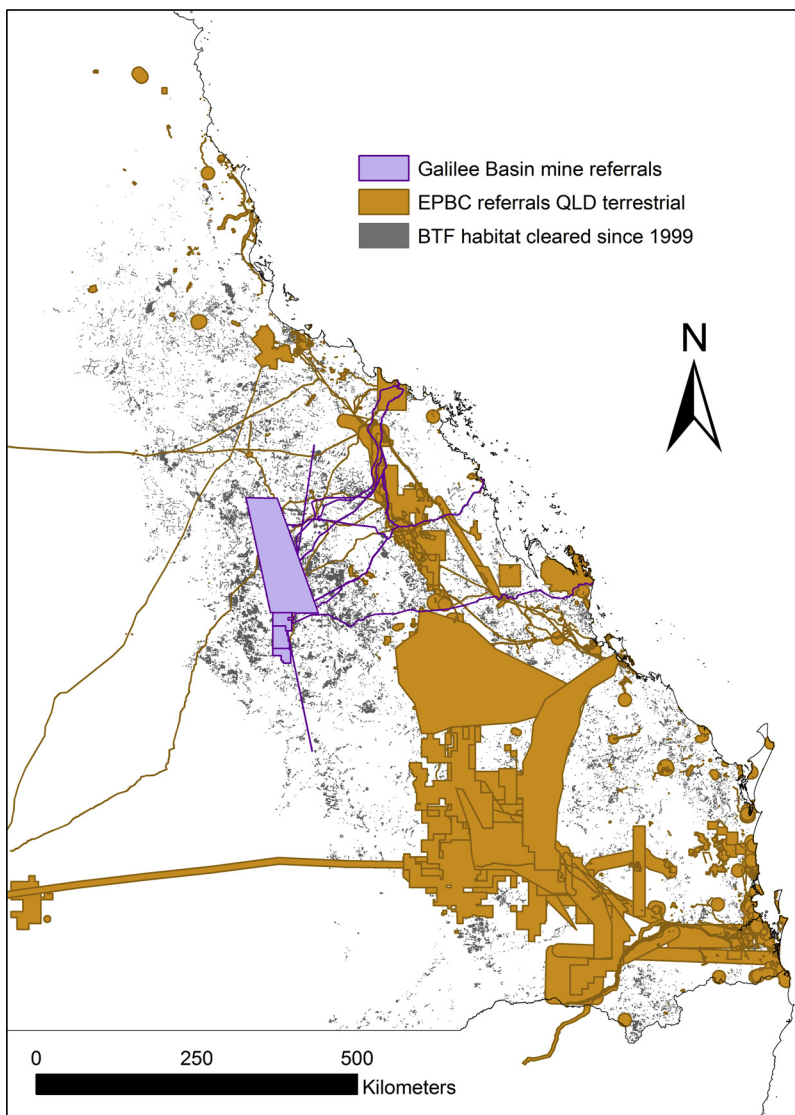 Galilee Basin mine referrals
EPBC referrals QLD terrestrial
BTF habitat cleared since 1999
N
0 250 500
Kilometers